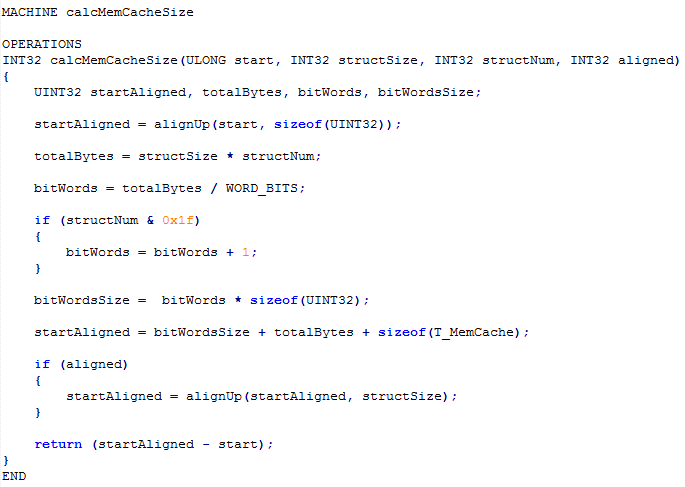 MACHINE calcMemCacheSize
OPERATIONS
INT32 calcMemCacheSize(ULONG start, INT32 structSize, INT32 structNum, INT32 aligned)
{
    UINT32 startAligned, totalBytes, bitWords, bitWordsSize;
    startAligned = alignUp(start, sizeof(UINT32));
    totalBytes = structSize * structNum;
    bitWords = totalBytes / WORD_BITS;
    if (structNum & 0x1f)
    {
        bitWords = bitWords + 1;
    }
    bitWordsSize =  bitWords * sizeof(UINT32);
    startAligned = bitWordsSize + totalBytes + sizeof(T_MemCache);
    if (aligned)
    {
        startAligned = alignUp(startAligned, structSize);
    }
    return (startAligned - start);
}
END